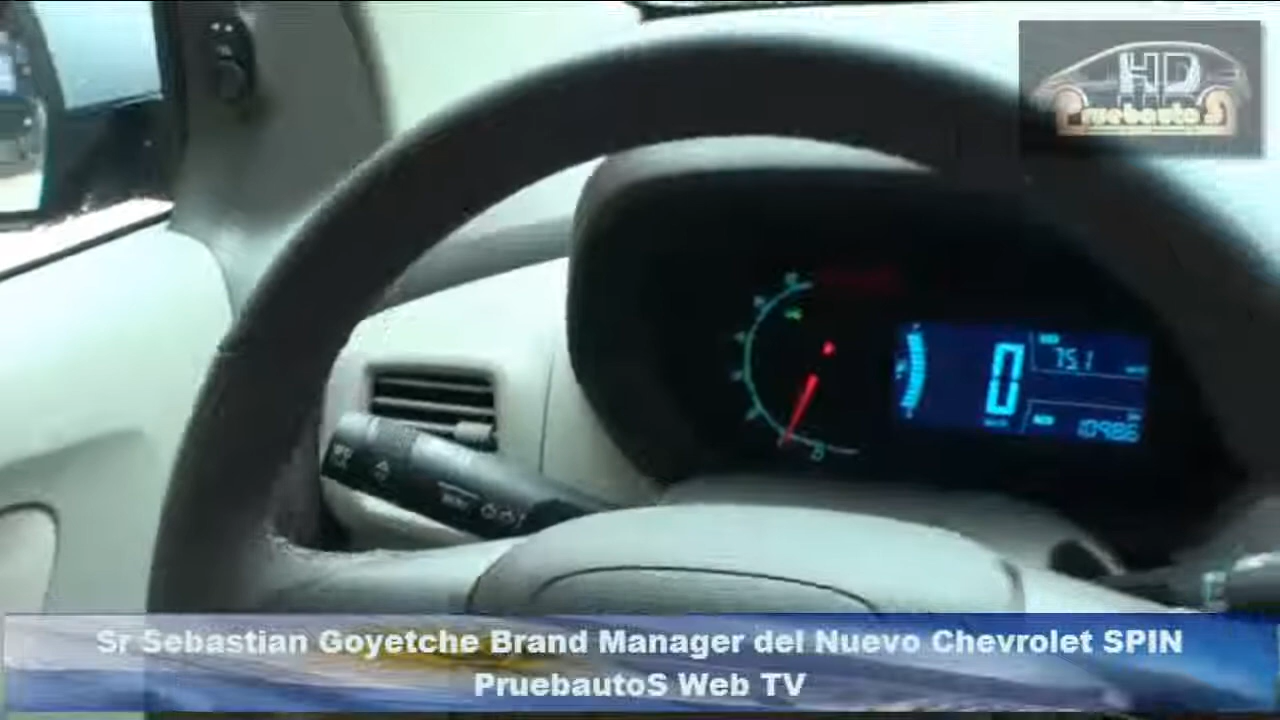 HD
PruebautoS
0
75.1
10986
Sr Sebastian Goyetche Brand Manager del Nuevo Chevrolet SPIN
PruebautoS Web TV